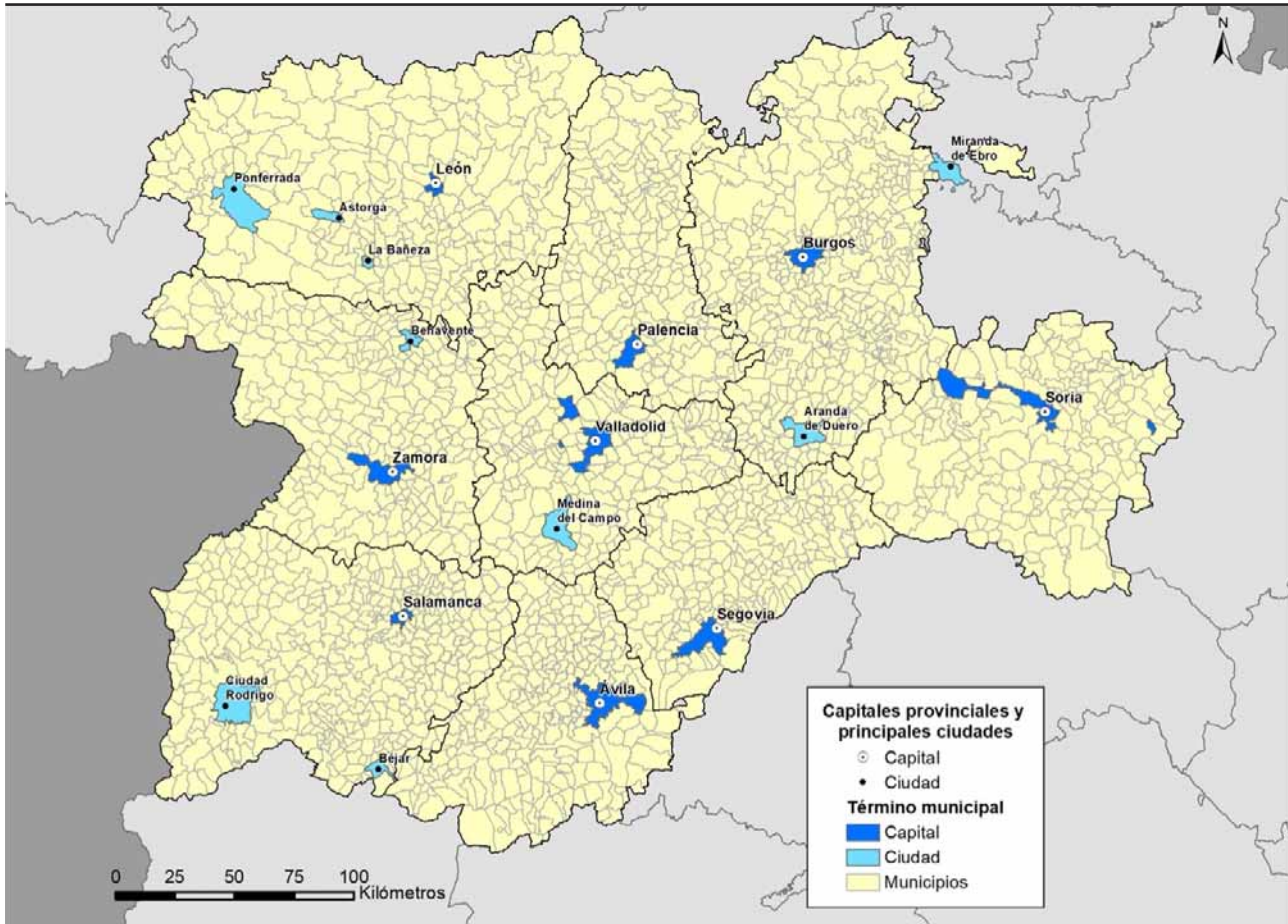 N
Miranda
de Ebro
León
Ponferrada
Astorga
La Bañeza
Burgos
Benavente
Palencia
Soria
Aranda
de Duero
Valladolid
Zamora
Medina
del Campo
Salamanca
Segovia
Ciudad
Rodrigo
Ávila
Béjar
Capitales provinciales y
principales ciudades
Capital
Ciudad
Término municipal
Capital
Ciudad
Municipios
0 25 50 75 100
Kilómetros